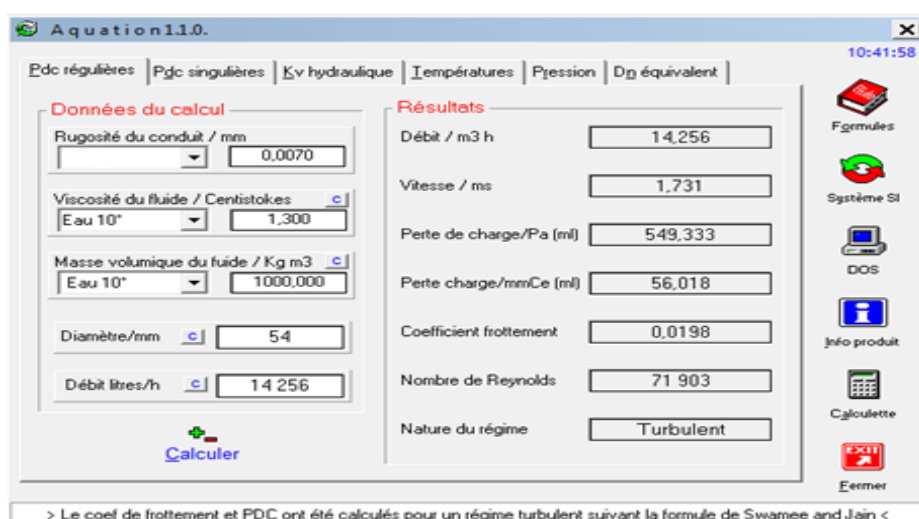 Aquation1.1.0.
10:41:58
Pdc régulières
Pdc singulières
Kv hydraulique
Températures
Pression
Dn équivalent
Données du calcul
Rugosité du conduit / mm
0,0070
Viscosité du fluide / Centistokes
c
Eau 10°
1,300
Masse volumique du fuide / Kg m3
c
Eau 10°
1000,000
Diamètre/mm
c
54
Débit litres/h
c
14 256
Calculer
Résultats
Débit / m3 h
14,256
Vitesse / ms
1,731
Perte de charge/Pa (ml)
549,333
Perte charge/mmCe (ml)
56,018
Coefficient frottement
0,0198
Nombre de Reynolds
71 903
Nature du régime
Turbulent
Formules
Système SI
DOS
Info produit
Calculette
EXIT
Fermer
> Le coef de frottement et PDC ont été calculés pour un régime turbulent suivant la formule de Swamee and Jain <